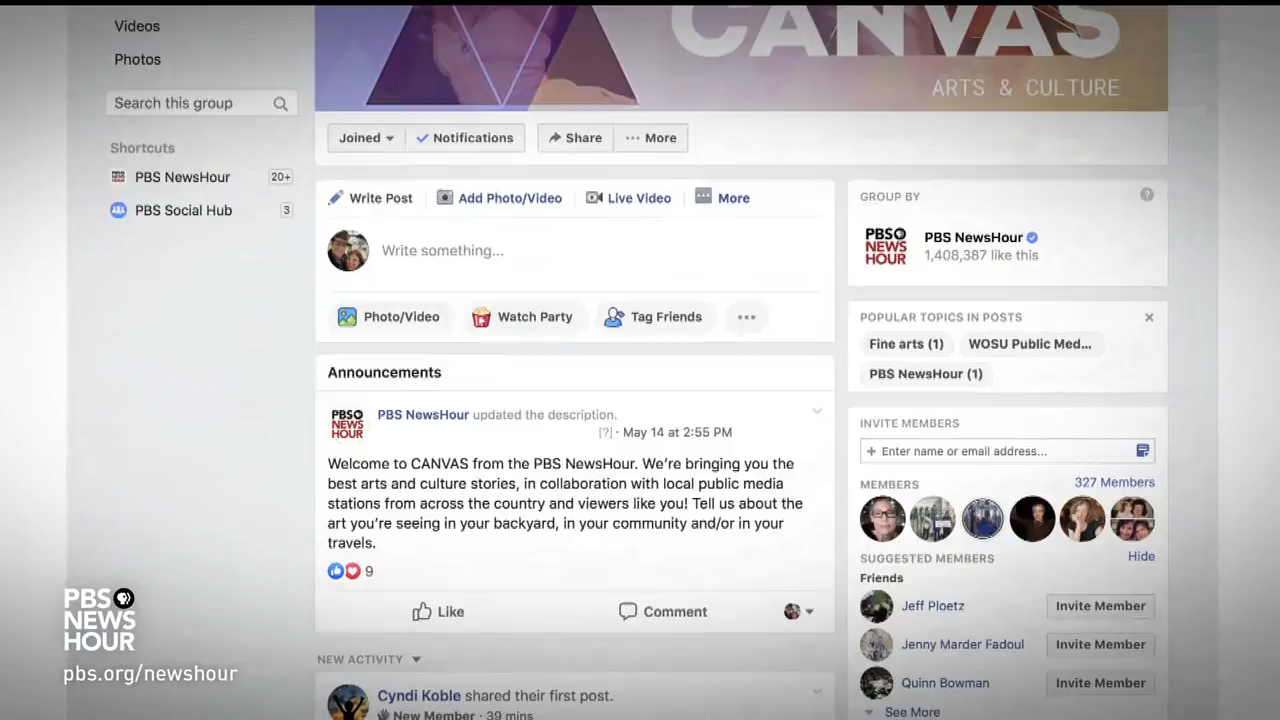 Videos
Photos
Search this group
Shortcuts
PBS NewsHour 20+
PBS Social Hub 3
CANVAS
ARTS & CULTURE
Joined
Notifications
Share
More
Write Post
Add Photo/Video
Live Video
More
Write something...
Photo/Video
Watch Party
Tag Friends
Announcements
PBS NEWS HOUR
PBS NewsHour updated the description.
[?] · May 14 at 2:55 PM
Welcome to CANVAS from the PBS NewsHour. We're bringing you the
best arts and culture stories, in collaboration with local public media
stations from across the country and viewers like you! Tell us about the
art you're seeing in your backyard, in your community and/or in your
travels.
9
Like
Comment
NEW ACTIVITY
Cyndi Koble shared their first post.
New Member · 39 mins
GROUP BY
PBS
NEWS
HOUR
PBS NewsHour
1,408,387 like this
POPULAR TOPICS IN POSTS
Fine arts (1)
WOSU Public Med...
PBS NewsHour (1)
INVITE MEMBERS
+ Enter name or email address...
MEMBERS
327 Members
SUGGESTED MEMBERS
Hide
Friends
Jeff Ploetz
Invite Member
Jenny Marder Fadoul
Invite Member
Quinn Bowman
Invite Member
See More
PBS
NEWS
HOUR
pbs.org/newshour